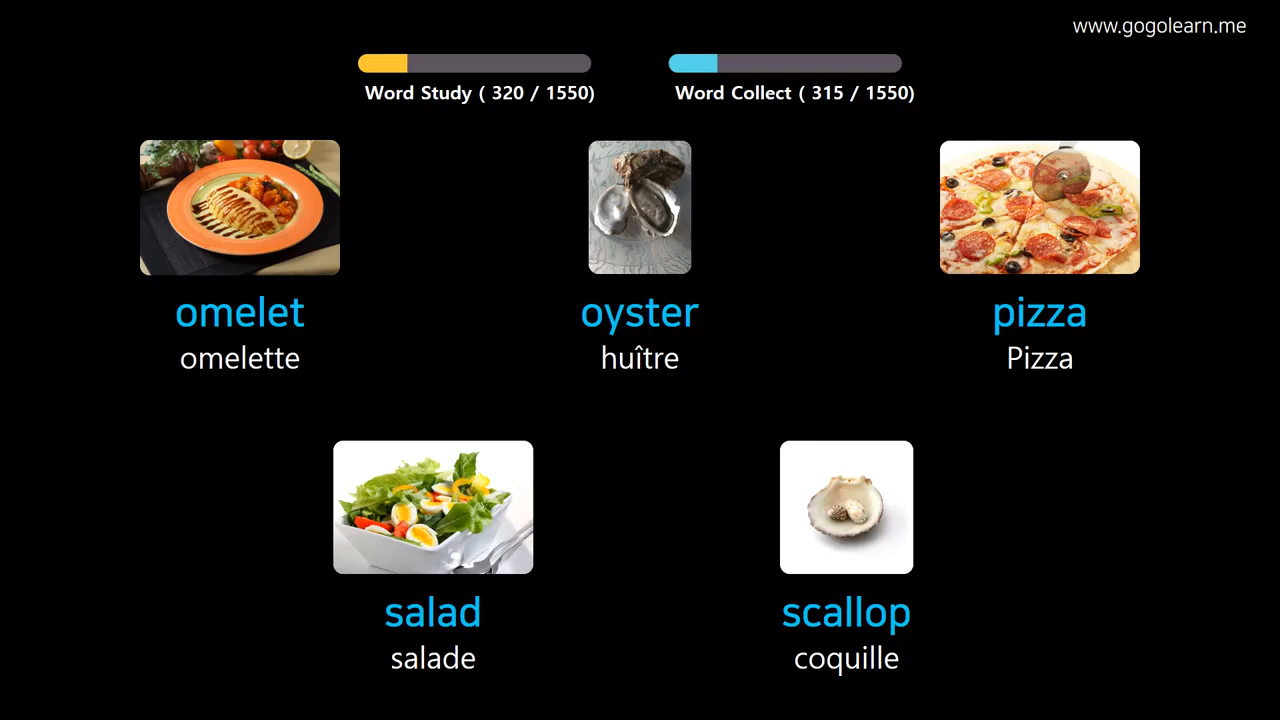 www.gogolearn.me
Word Study ( 320 / 1550)
Word Collect ( 315 / 1550)
omelet
omelette
oyster
huître
pizza
Pizza
salad
salade
scallop
coquille